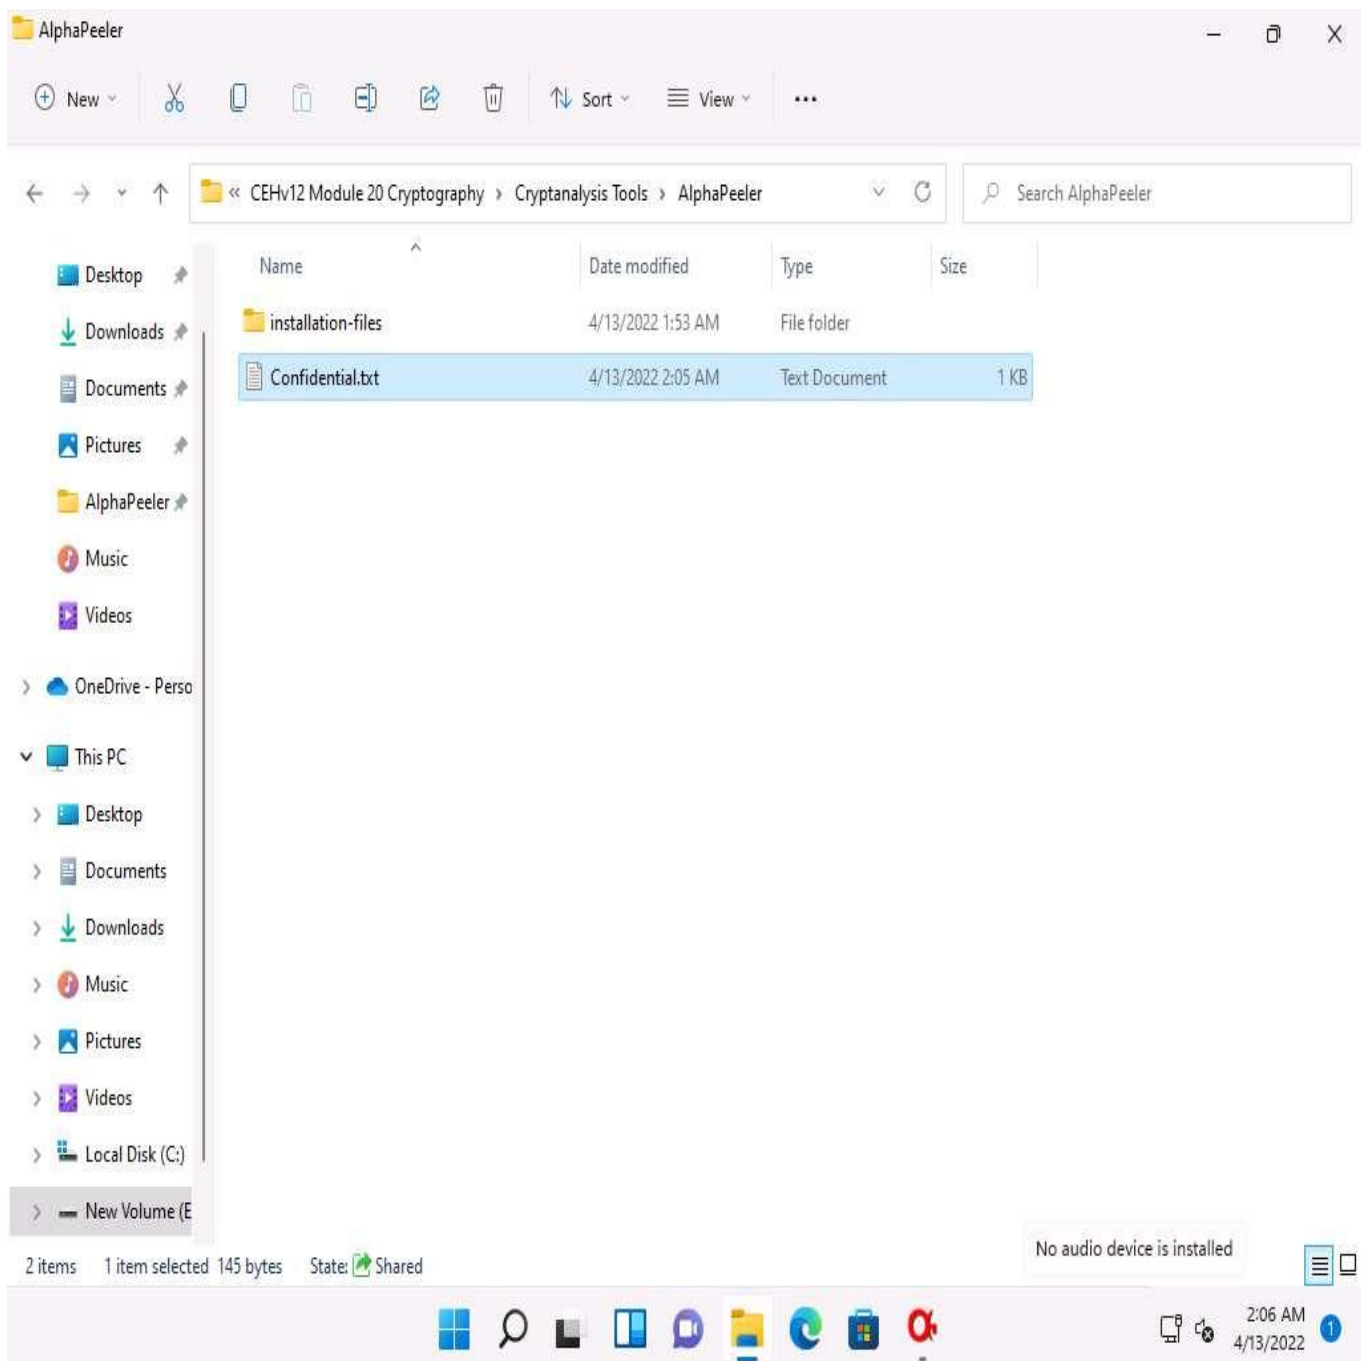 AlphaPeeler
New
Sort
View
« CEHv12 Module 20 Cryptography › Cryptanalysis Tools › AlphaPeeler
Search AlphaPeeler
Name Date modified Type Size
installation-files 4/13/2022 1:53 AM File folder
Confidential.txt 4/13/2022 2:05 AM Text Document 1 KB
Desktop
Downloads
Documents
Pictures
AlphaPeeler
Music
Videos
OneDrive - Perso
This PC
Desktop
Documents
Downloads
Music
Pictures
Videos
Local Disk (C:)
New Volume (E
2 items 1 item selected 145 bytes State: Shared
No audio device is installed
2:06 AM
4/13/2022
1